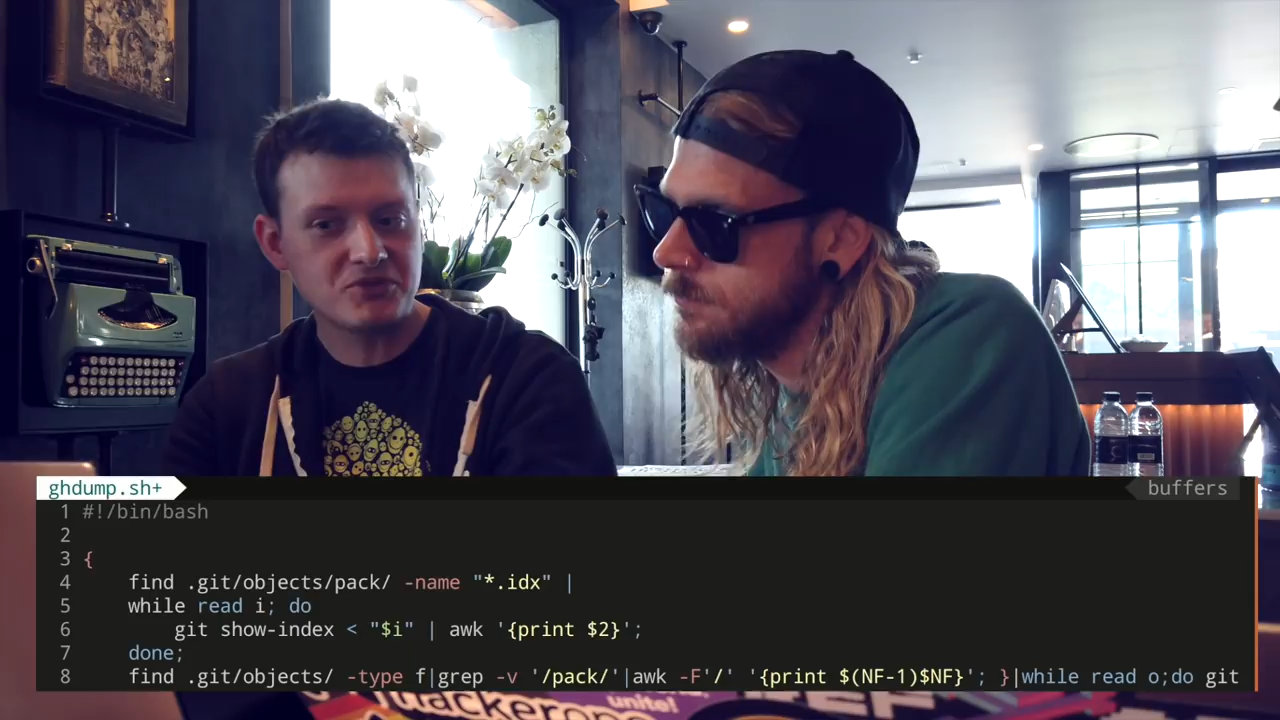 ghdump.sh+ buffers
1 #!/bin/bash
2
3 {
4 find .git/objects/pack/ -name "*.idx" |
5 while read i; do
6 git show-index < "$i" | awk '{print $2}';
7 done;
8 find .git/objects/ -type f|grep -v '/pack/'|awk -F'/' '{print $(NF-1)$NF}'; }|while read o;do git
unite!